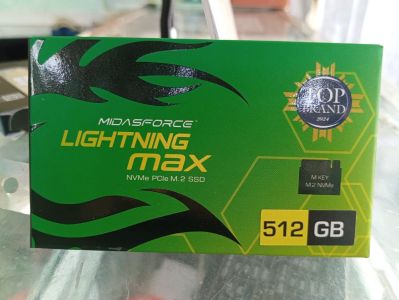 MIDASFORCE
LIGHTNING
max
NVMe PCIe M.2 SSD
TOP
BRAND
2024
M KEY
M.2 NVMe
512 GB